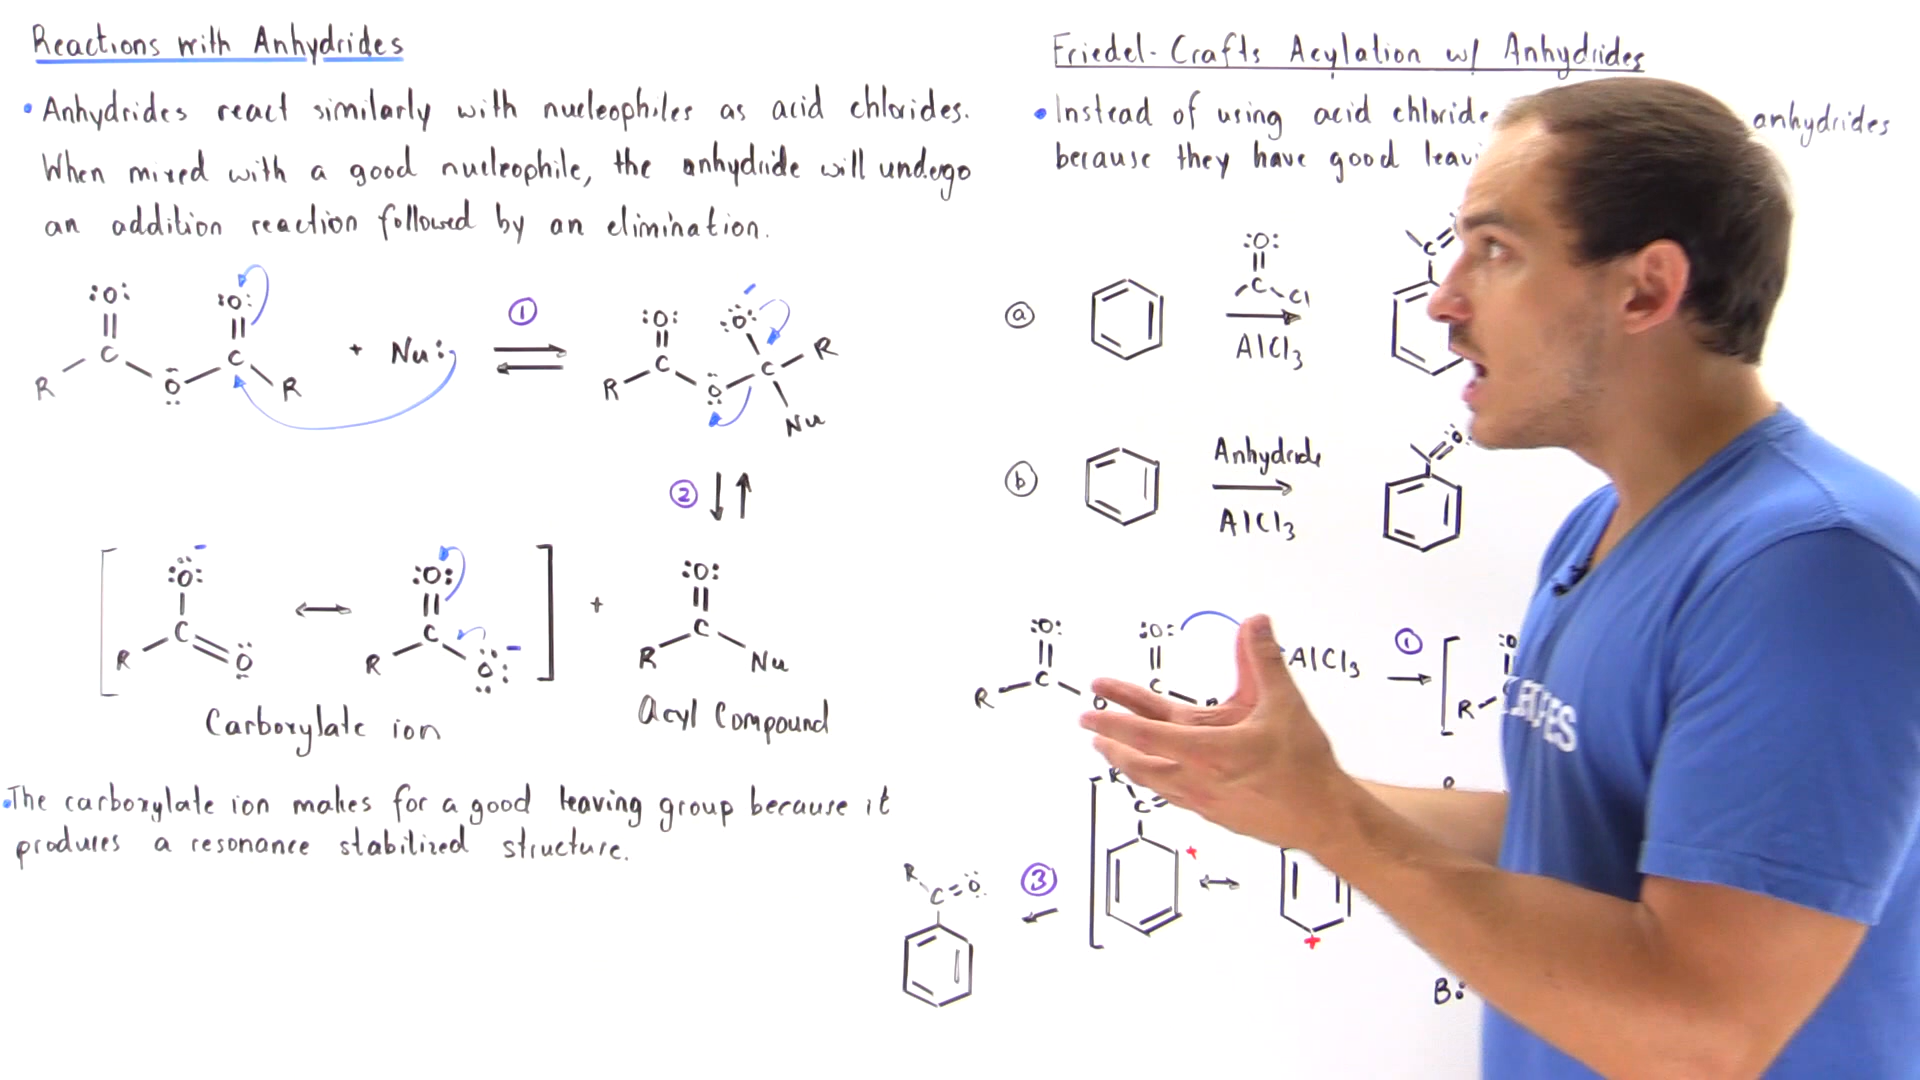 Reactions with Anhydrides
• Anhydrides react similarly with nucleophiles as acid chlorides.
When mixed with a good nucleophile, the anhydride will undergo
an addition reaction followed by an elimination.
:O: :O:
C C
R O R + Nu: ① :O: O R
R C O C Nu
②
:O: :O: :O:
R C O R C O + R C Nu
Carboxylate ion
Acyl Compound
• The carboxylate ion makes for a good leaving group because it
produces a resonance stabilized structure.
Friedel-Crafts Acylation w/ Anhydrides
• Instead of using acid chloride anhydrides
because they have good
ⓐ :O: C Cl AlCl3 C
ⓑ Anhydride AlCl3 O
:O: :O: AlCl3 ① :O
R C O C R
R C=O ③ R C + +
B: